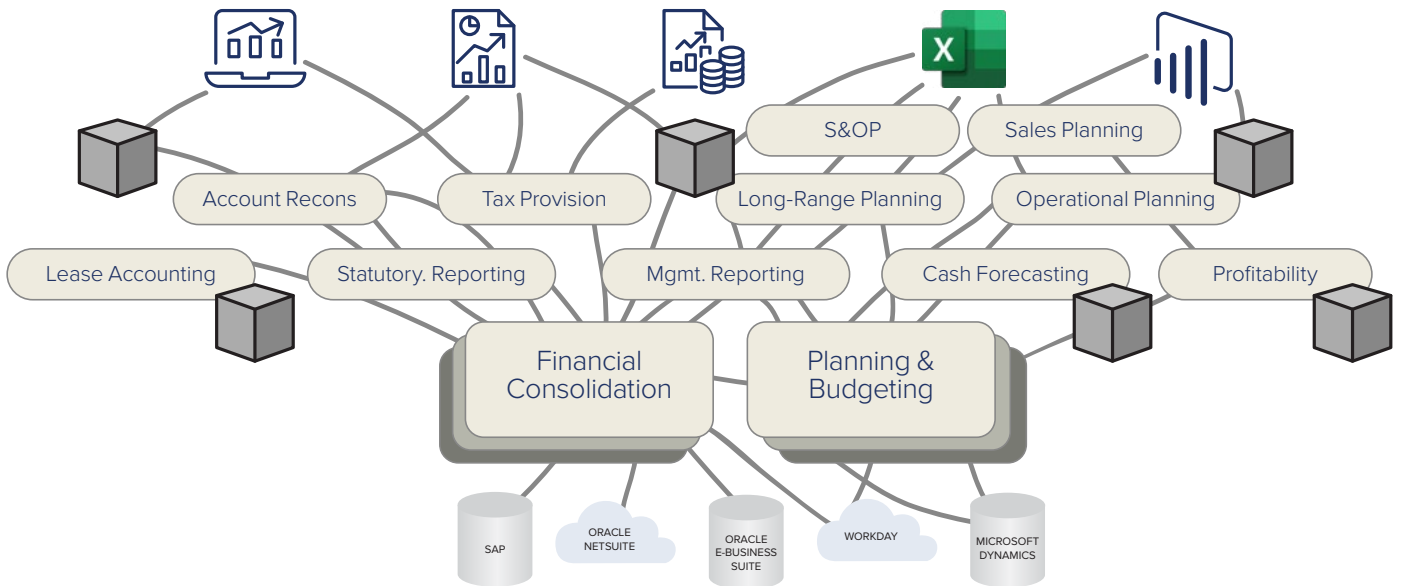 X
S&OP
Sales Planning
Account Recons
Tax Provision
Long-Range Planning
Operational Planning
Lease Accounting
Statutory. Reporting
Mgmt. Reporting
Cash Forecasting
Profitability
Financial
Consolidation
Planning &
Budgeting
SAP
ORACLE
NETSUITE
ORACLE
E-BUSINESS
SUITE
WORKDAY
MICROSOFT
DYNAMICS